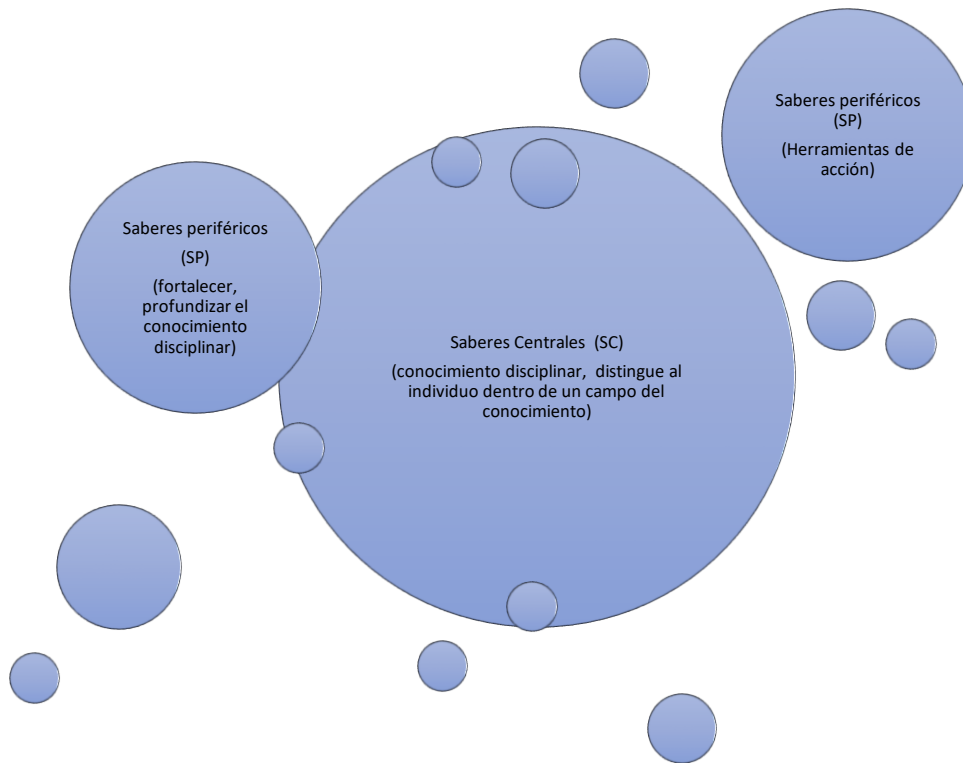 Saberes periféricos
(SP)
(Herramientas de
acción)
Saberes periféricos
(SP)
(fortalecer,
profundizar el
conocimiento
disciplinar)
Saberes Centrales (SC)
(conocimiento disciplinar, distingue al
individuo dentro de un campo del
conocimiento)